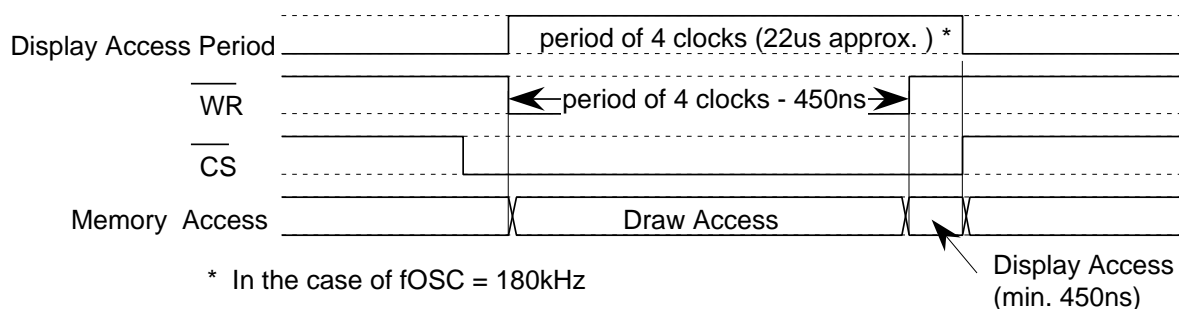 Display Access Period
period of 4 clocks (22us approx. ) *
WR
period of 4 clocks - 450ns
CS
Memory Access
Draw Access
* In the case of fOSC = 180kHz
Display Access
(min. 450ns)